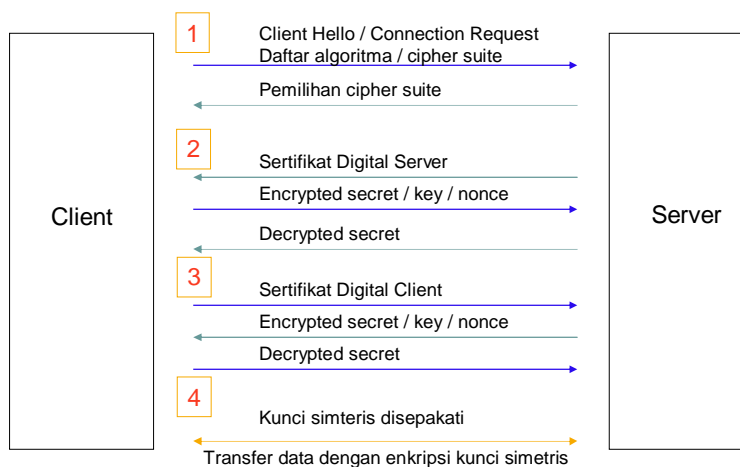 1
Client Hello / Connection Request
Daftar algoritma / cipher suite
Pemilihan cipher suite
2
Sertifikat Digital Server
Encrypted secret / key / nonce
Client
Server
Decrypted secret
3
Sertifikat Digital Client
Encrypted secret / key / nonce
Decrypted secret
4
Kunci simteris disepakati
Transfer data dengan enkripsi kunci simetris